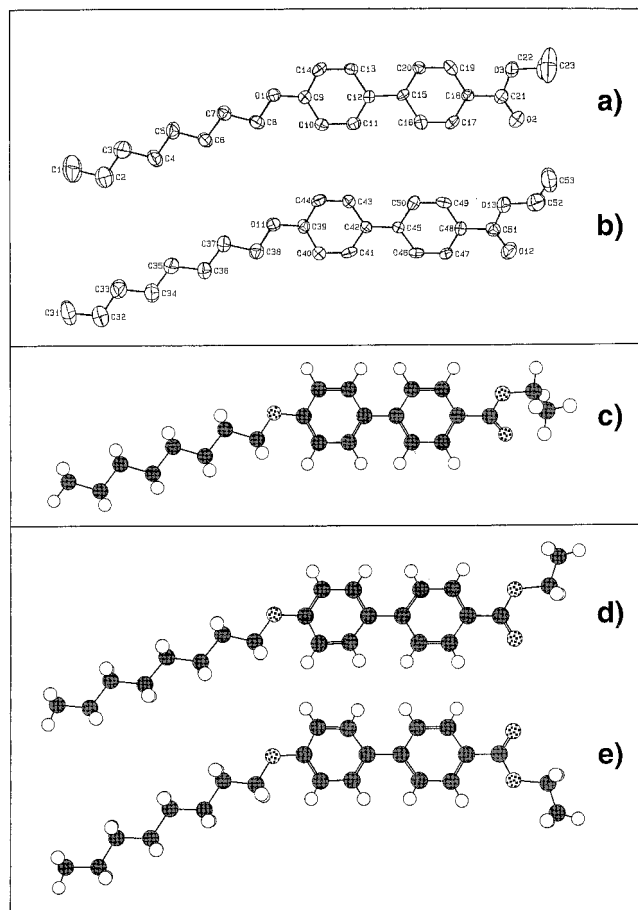 C22
C14 C13 C20 C19 O3 C23
O1 C9 C12 C15 C18 C21 a)
C7 C10 C11 C16 C17 O2
C5 C8
C3 C6
C1 C4
C2
C53
C44 C43 C50 C49 O13 C52
O11 C39 C42 C45 C48 C51 b)
C37 C40 C41 C46 C47 O12
C35 C38
C33 C36
C31 C34
C32
c)
d)
e)